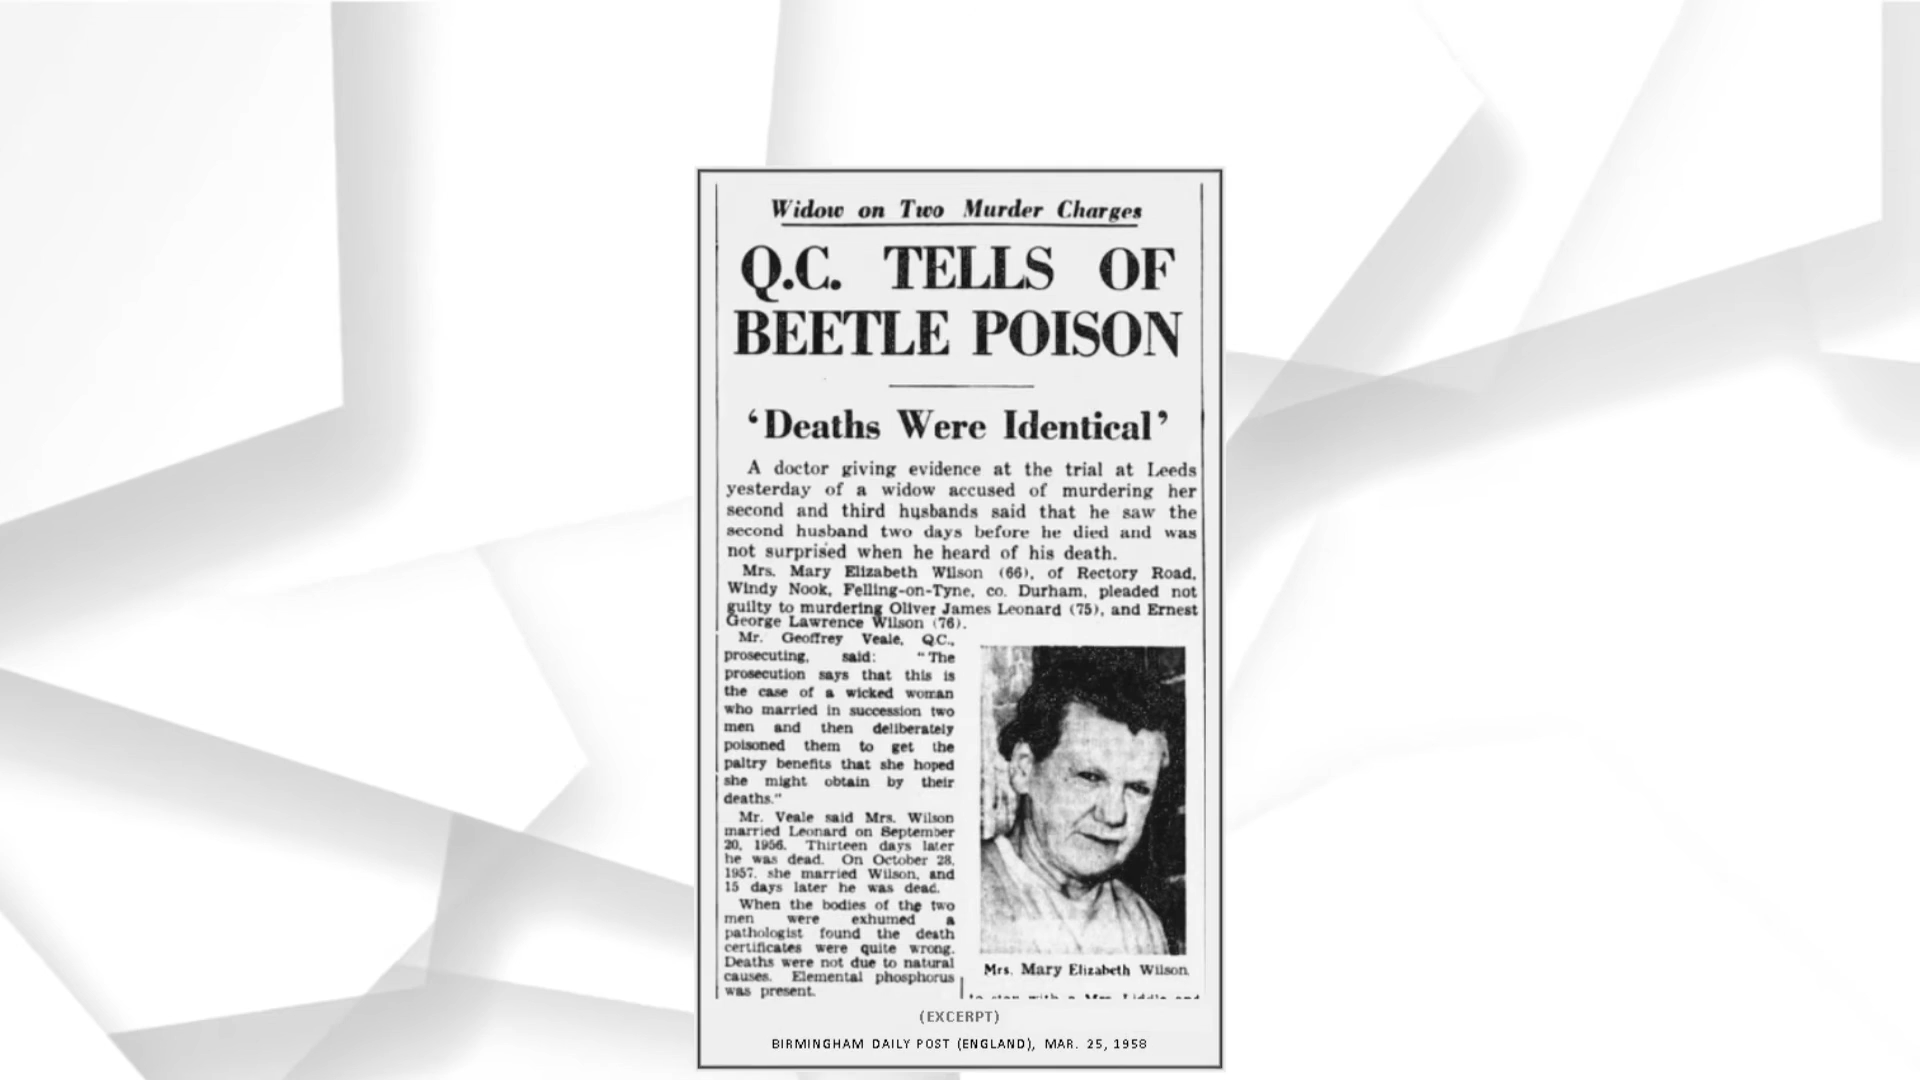 Widow on Two Murder Charges
Q.C. TELLS OF
BEETLE POISON
‘Deaths Were Identical’
A doctor giving evidence at the trial at Leeds
yesterday of a widow accused of murdering her
second and third husbands said that he saw the
second husband two days before he died and was
not surprised when he heard of his death.
Mrs. Mary Elizabeth Wilson (66), of Rectory Road,
Windy Nook, Felling-on-Tyne, co. Durham, pleaded not
guilty to murdering Oliver James Leonard (75), and Ernest
George Lawrence Wilson (76).
Mr. Geoffrey Veale, Q.C.,
prosecuting, said: “The
prosecution says that this is
the case of a wicked woman
who married in succession two
men and then deliberately
poisoned them to get the
paltry benefits that she hoped
she might obtain by their
deaths.”
Mr. Veale said Mrs. Wilson
married Leonard on September
20, 1956. Thirteen days later
he was dead. On October 28,
1957, she married Wilson, and
15 days later he was dead.
When the bodies of the two
men were exhumed a
pathologist found the death
certificates were quite wrong.
Deaths were not due to natural
causes. Elemental phosphorus
was present.
Mrs. Mary Elizabeth Wilson
(EXCERPT)
BIRMINGHAM DAILY POST (ENGLAND), MAR. 25, 1958